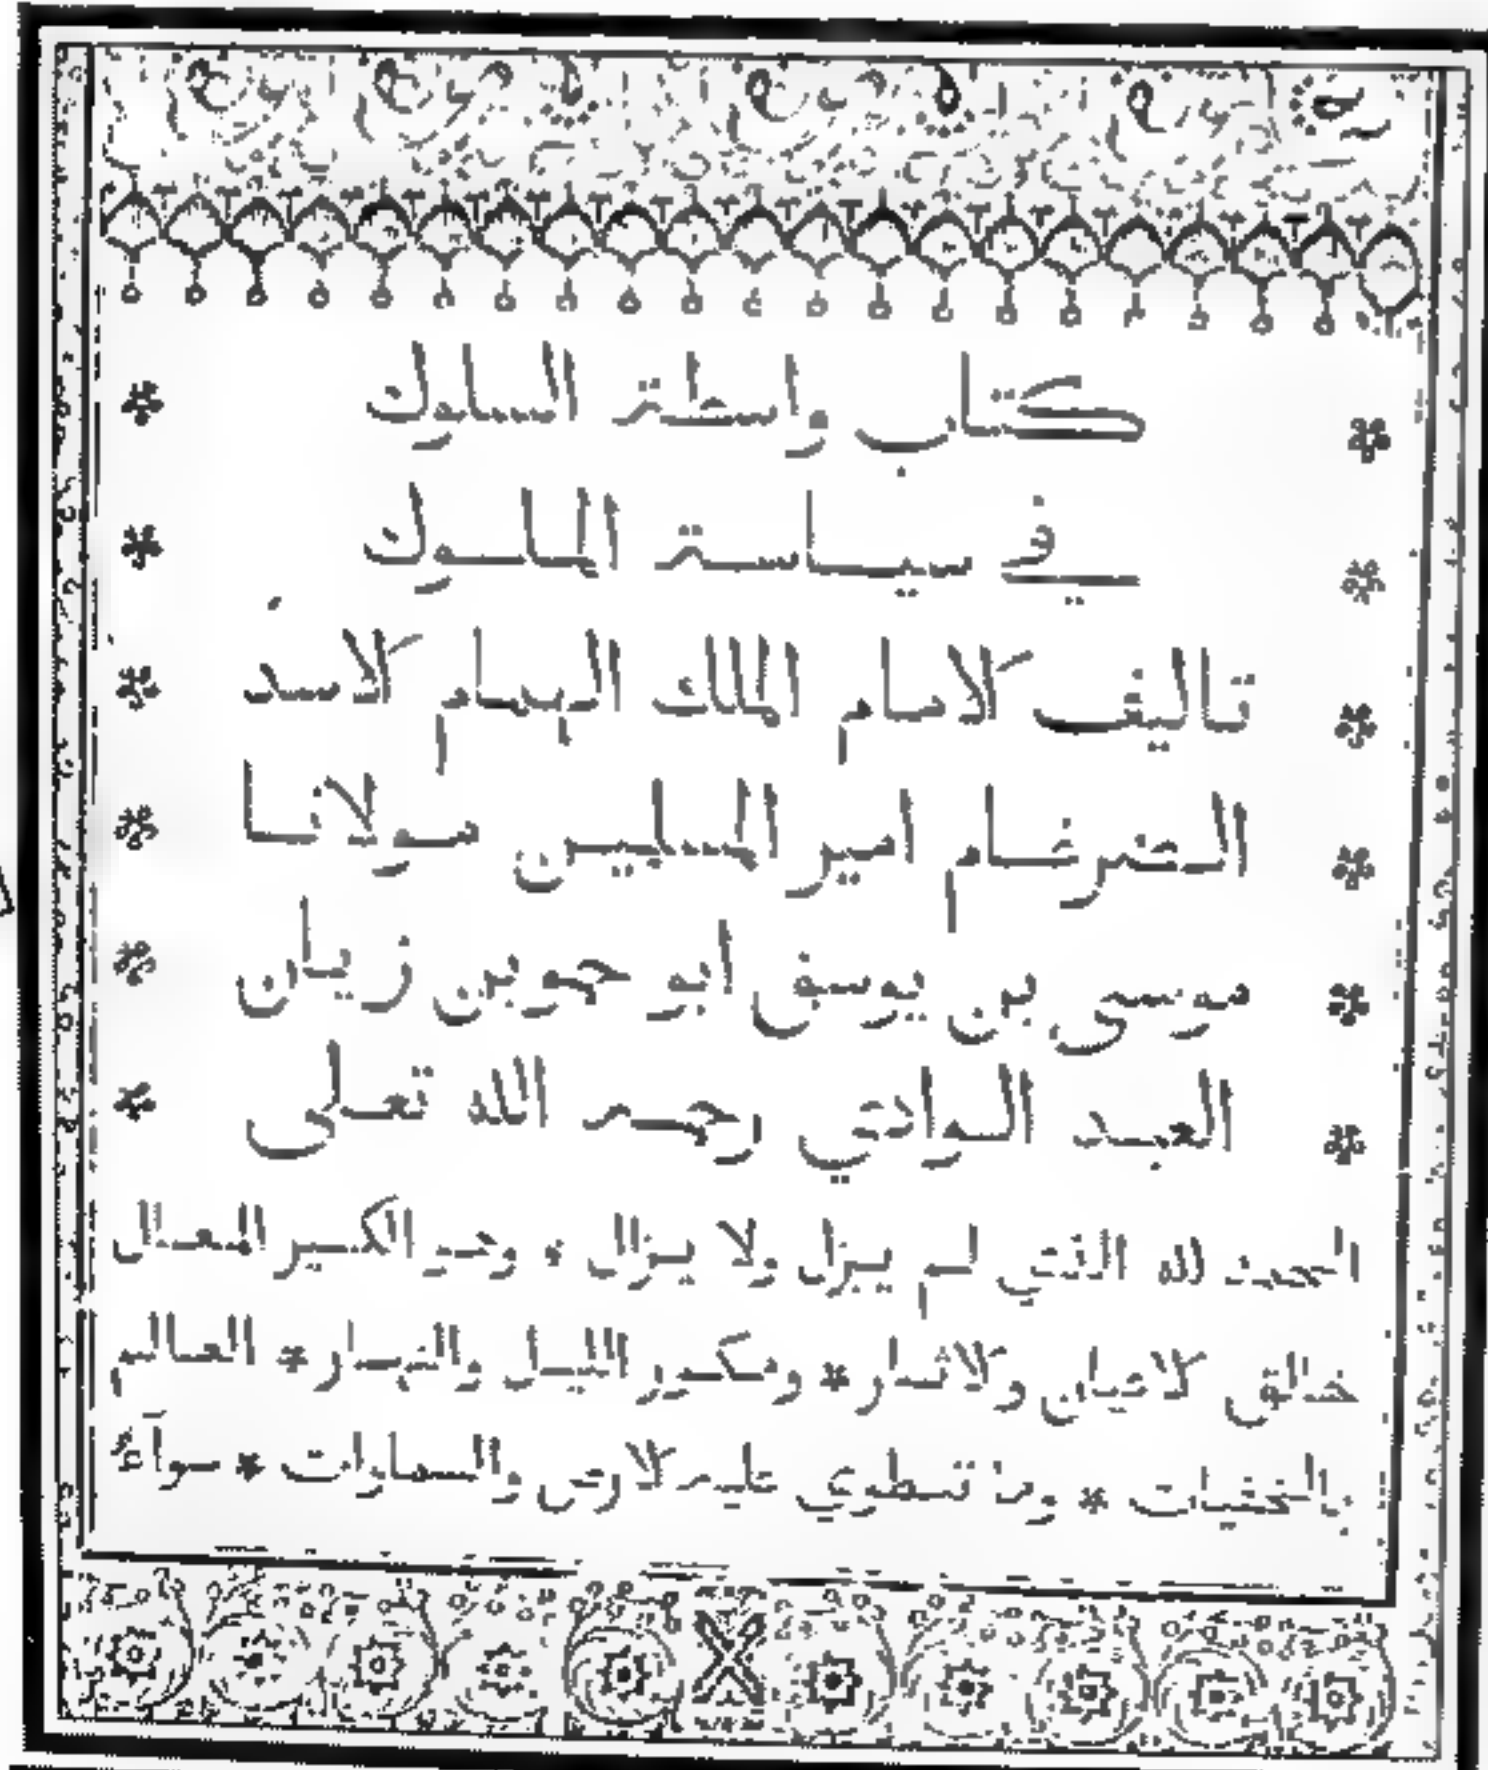 كتاب واسطة السلوك
في سياسة الملوك
تاليف الامام الملك الهمام الاسد
الضرغام امير المسلمين مولانا
موسى بن يوسف ابو حمو بن زيان
العبد الوادي رحمه الله تعلى
الحمد لله الذي لم يزل ولا يزال * وهو الكبير المتعال
خالق الاعيان والاثار * ومكور الليل والنهار * العالم
بالخفيات * وما تنطوي عليه الارض والسماوات * سوآء